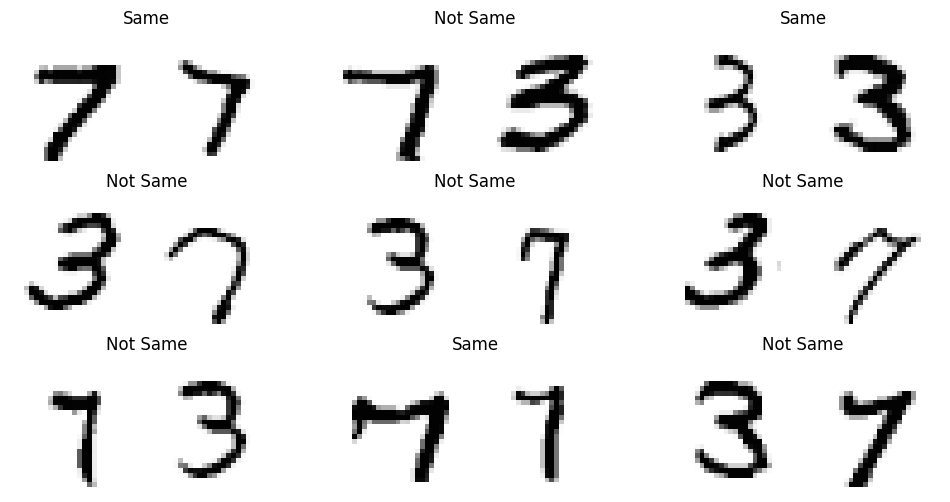 Same Not Same Same
7 7 7 3 3 3
Not Same Not Same Not Same
3 7 3 7 3 7
Not Same Same Not Same
7 3 7 7 3 7